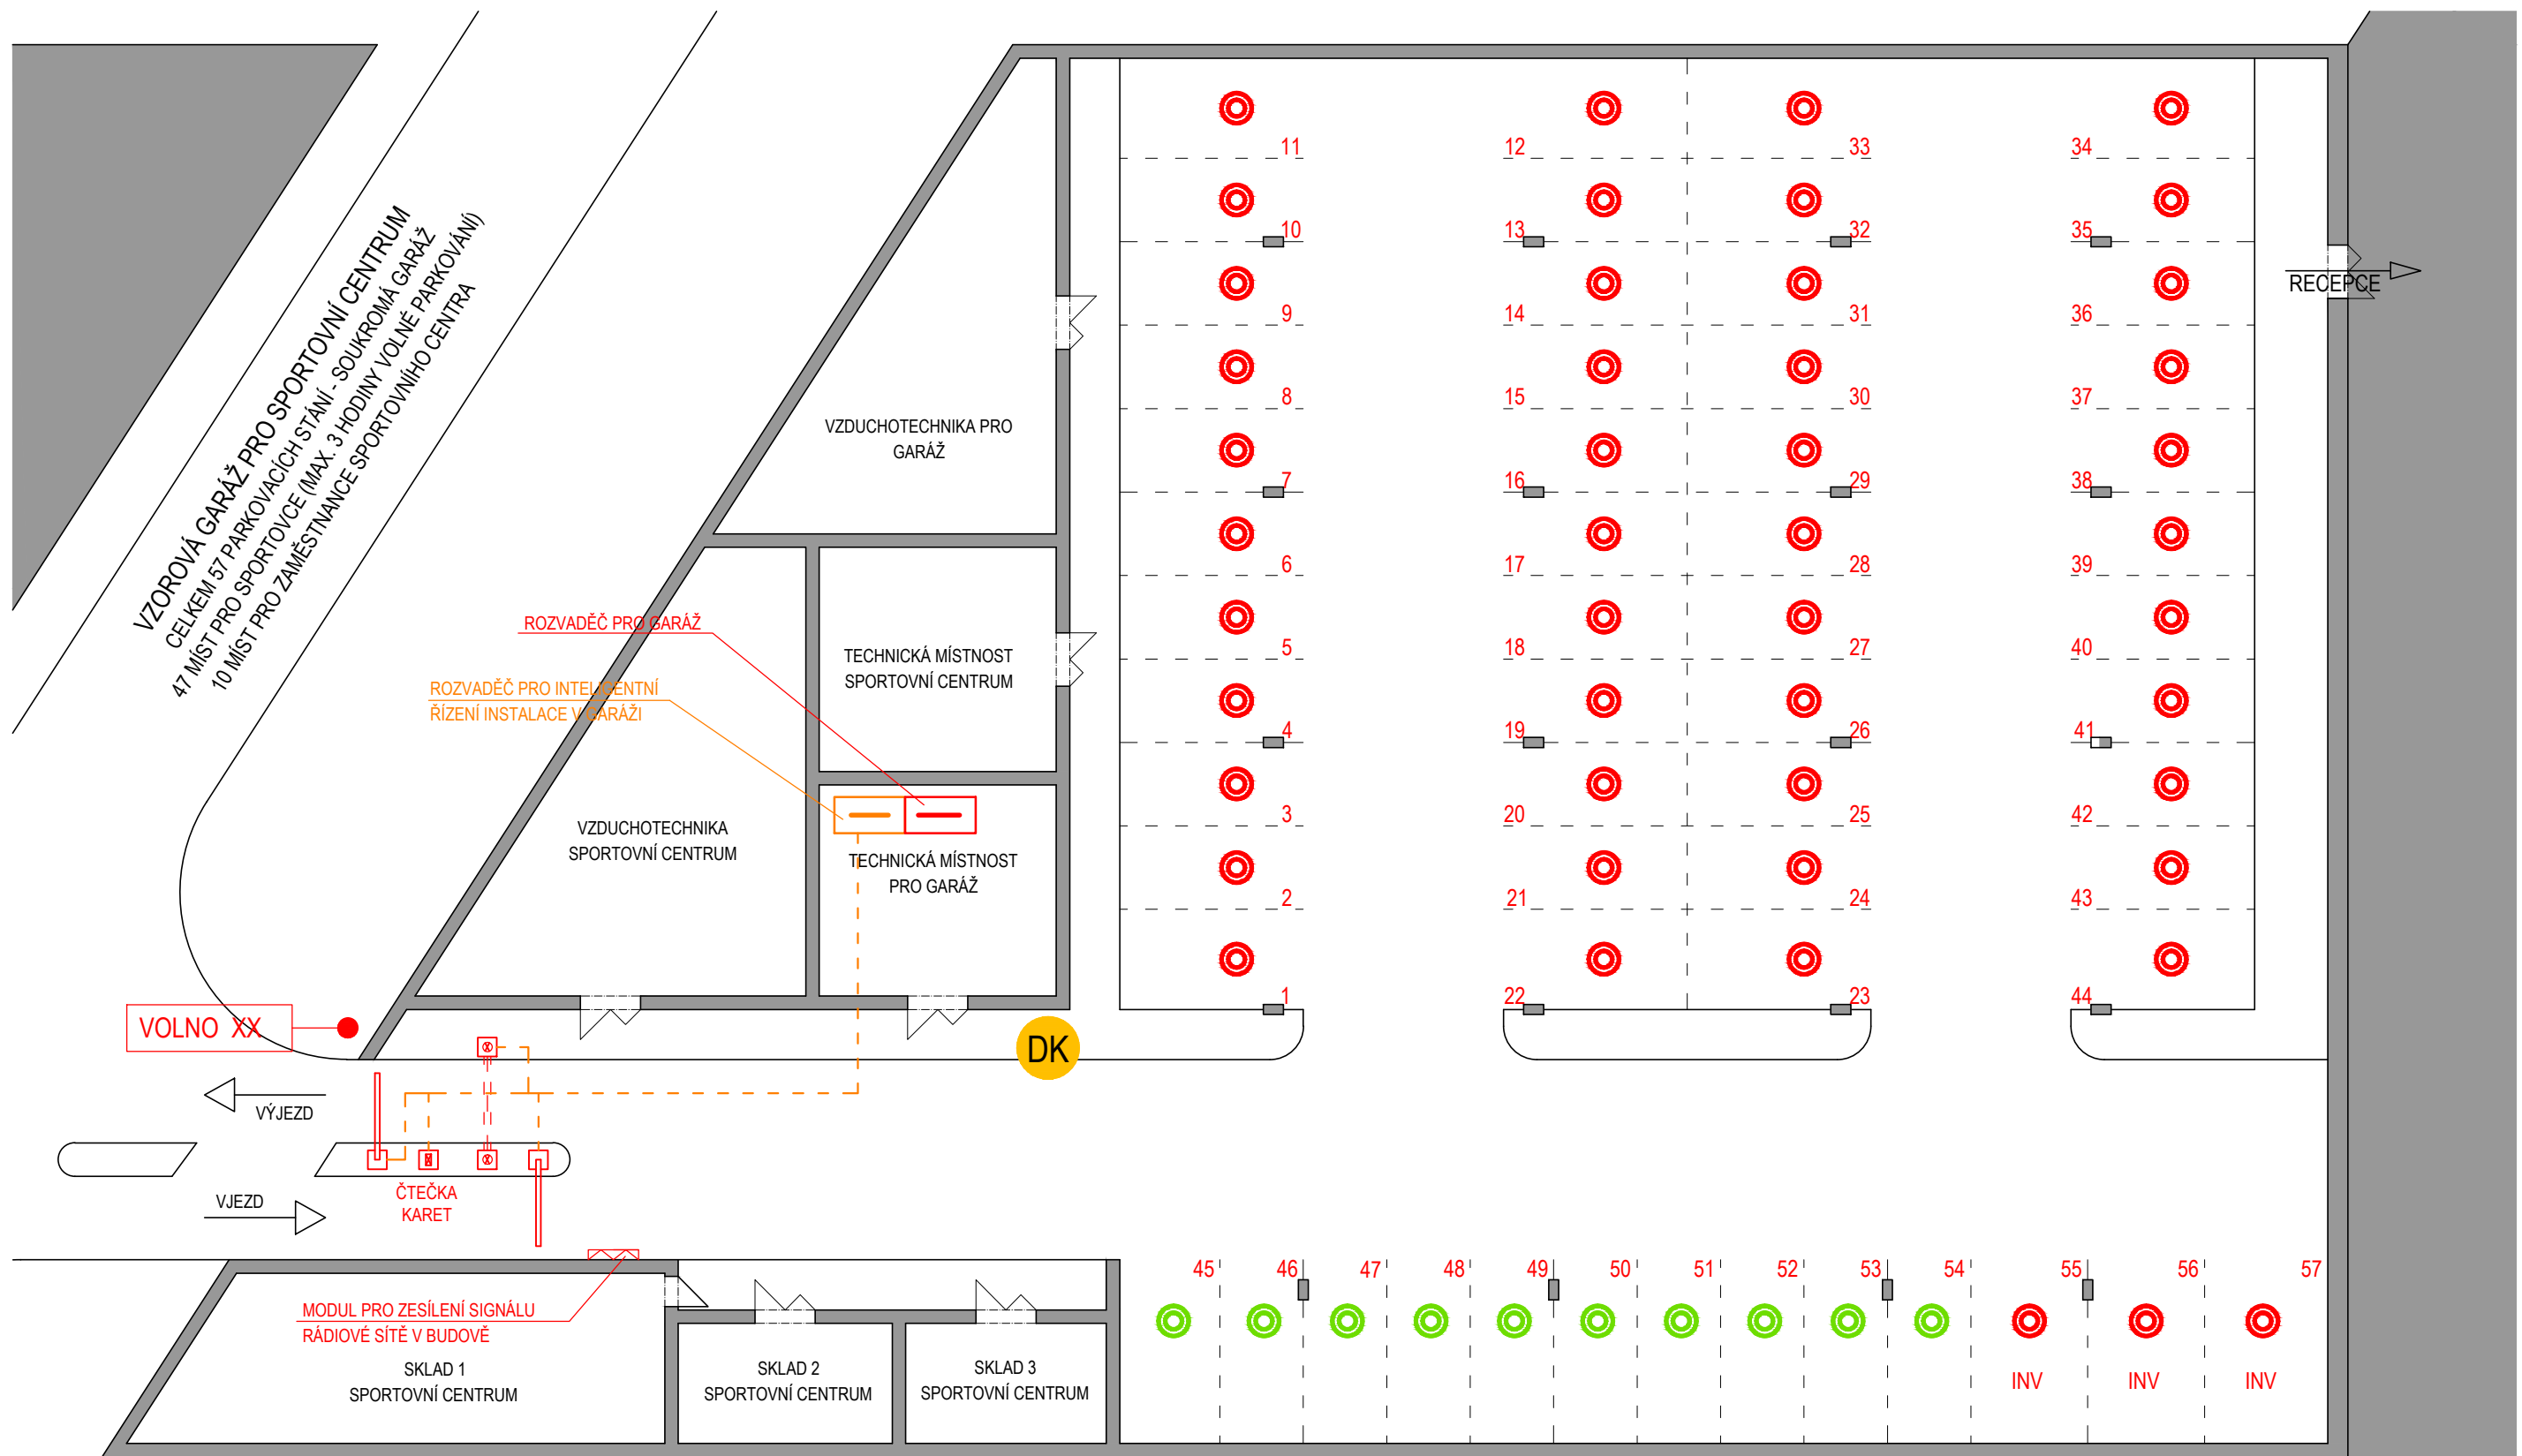 VZOROVÁ GARÁŽ PRO SPORTOVNÍ CENTRUM
CELKEM 57 PARKOVACÍCH STÁNÍ - SOUKROMÁ GARÁŽ
47 MÍST PRO SPORTOVCE (MAX. 3 HODINY VOLNÉ PARKOVÁNÍ)
10 MÍST PRO ZAMĚSTNANCE SPORTOVNÍHO CENTRA
11 12 33 34
10 13 32 35
RECEPCE
9 14 31 36
8 15 30 37
VZDUCHOTECHNIKA PRO
GARÁŽ
7 16 29 38
6 17 28 39
ROZVADĚČ PRO GARÁŽ
5 18 27 40
TECHNICKÁ MÍSTNOST
SPORTOVNÍ CENTRUM
ROZVADĚČ PRO INTELIGENTNÍ
ŘÍZENÍ INSTALACE V GARÁŽI
4 19 26 41
3 20 25 42
VZDUCHOTECHNIKA
SPORTOVNÍ CENTRUM
TECHNICKÁ MÍSTNOST
PRO GARÁŽ
2 21 24 43
1 22 23 44
VOLNO XX
DK
VÝJEZD
ČTEČKA
KARET
VJEZD
45 46 47 48 49 50 51 52 53 54 55 56 57
MODUL PRO ZESÍLENÍ SIGNÁLU
RÁDIOVÉ SÍTĚ V BUDOVĚ
SKLAD 1
SPORTOVNÍ CENTRUM
SKLAD 2
SPORTOVNÍ CENTRUM
SKLAD 3
SPORTOVNÍ CENTRUM
INV INV INV